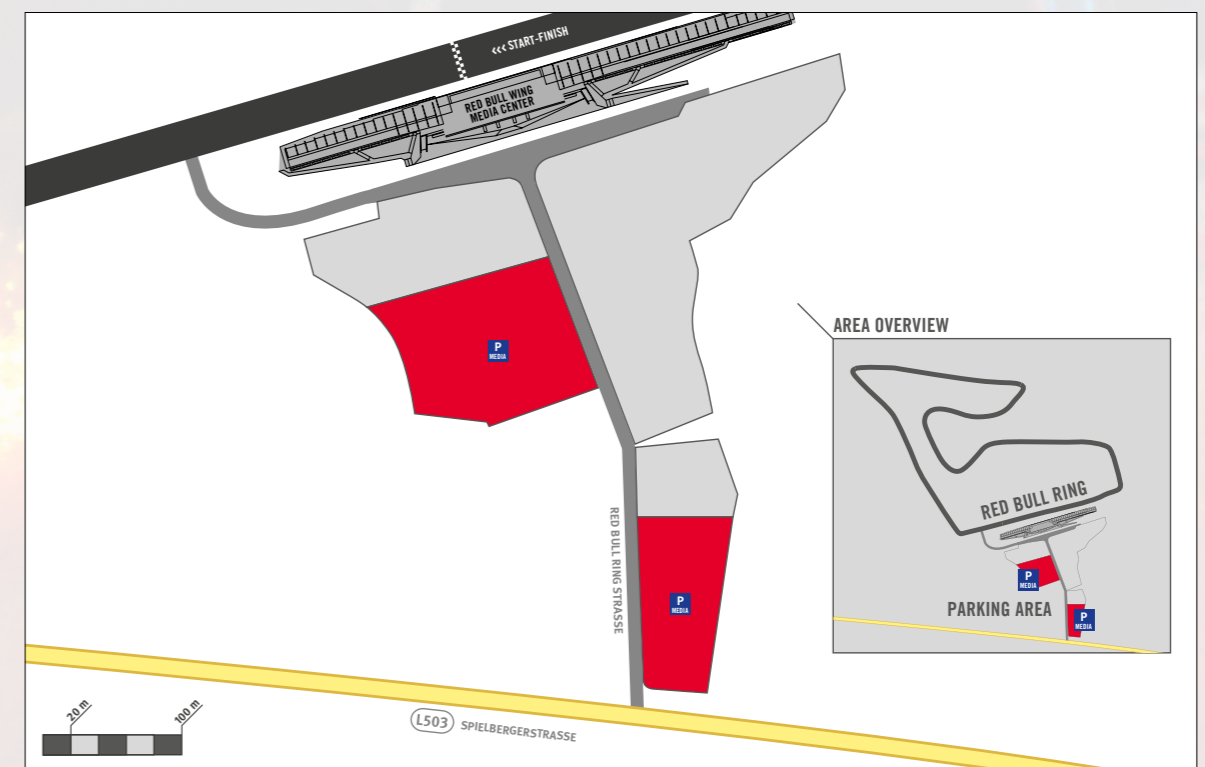 <<< START-FINISH
RED BULL WING
MEDIA CENTER
P
MEDIA
AREA OVERVIEW
RED BULL RING
P
MEDIA
PARKING AREA
P
MEDIA
RED BULL RING STRASSE
P
MEDIA
20 m
100 m
L503 SPIELBERGERSTRASSE